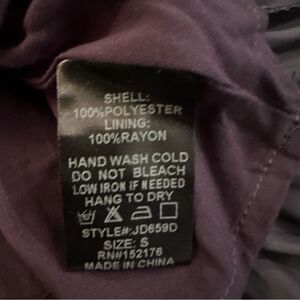 SHELL:
100%POLYESTER
LINING:
100%RAYON
HAND WASH COLD
DO NOT BLEACH
LOW IRON IF NEEDED
HANG TO DRY
STYLE#:JD659D
SIZE: S
RN#152176
MADE IN CHINA